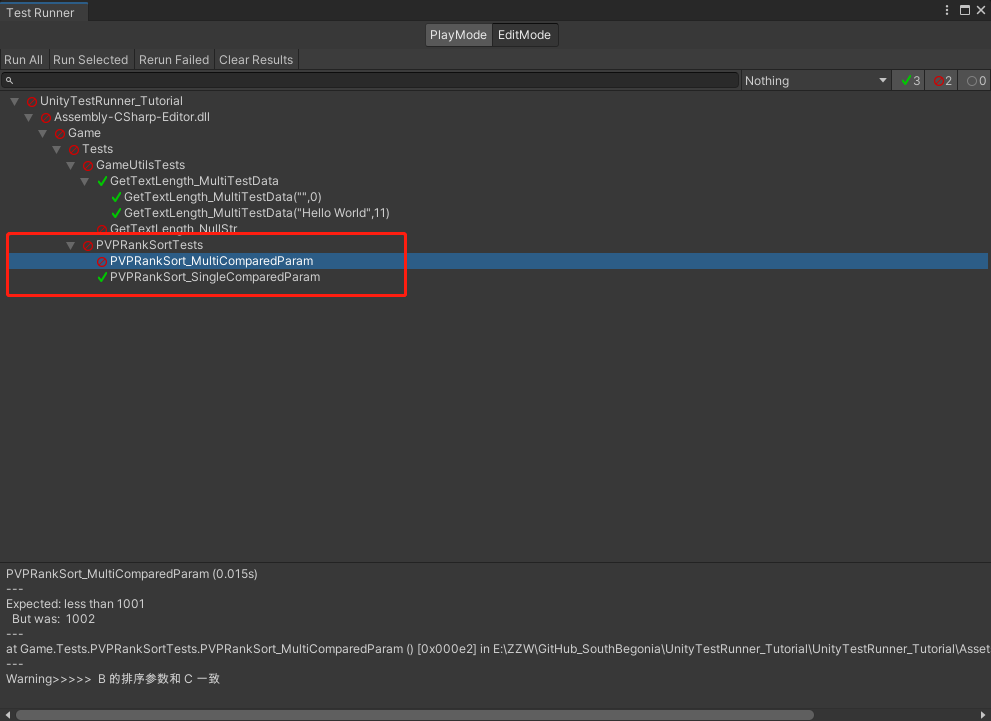 Test Runner
PlayMode EditMode
Run All Run Selected Rerun Failed Clear Results
Nothing 3 2 0
UnityTestRunner_Tutorial
Assembly-CSharp-Editor.dll
Game
Tests
GameUtilsTests
GetTextLength_MultiTestData
GetTextLength_MultiTestData("",0)
GetTextLength_MultiTestData("Hello World",11)
GetTextLength_NullStr
PVPRankSortTests
PVPRankSort_MultiComparedParam
PVPRankSort_SingleComparedParam
PVPRankSort_MultiComparedParam (0.015s)
---
Expected: less than 1001
But was: 1002
---
at Game.Tests.PVPRankSortTests.PVPRankSort_MultiComparedParam () [0x000e2] in E:\ZZW\GitHub_SouthBegonia\UnityTestRunner_Tutorial\UnityTestRunner_Tutorial\Asset
---
Warning>>>>> B 的排序参数和 C 一致